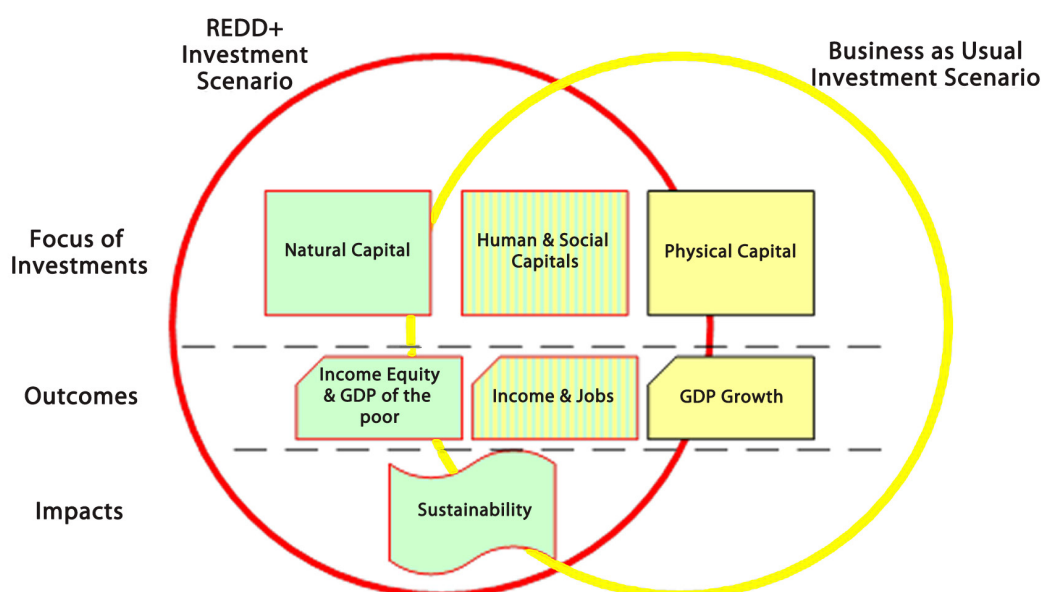 REDD+
Investment
Scenario
Business as Usual
Investment Scenario
Focus of
Investments
Natural Capital
Human & Social
Capitals
Physical Capital
Outcomes
Income Equity
& GDP of the
poor
Income & Jobs
GDP Growth
Impacts
Sustainability